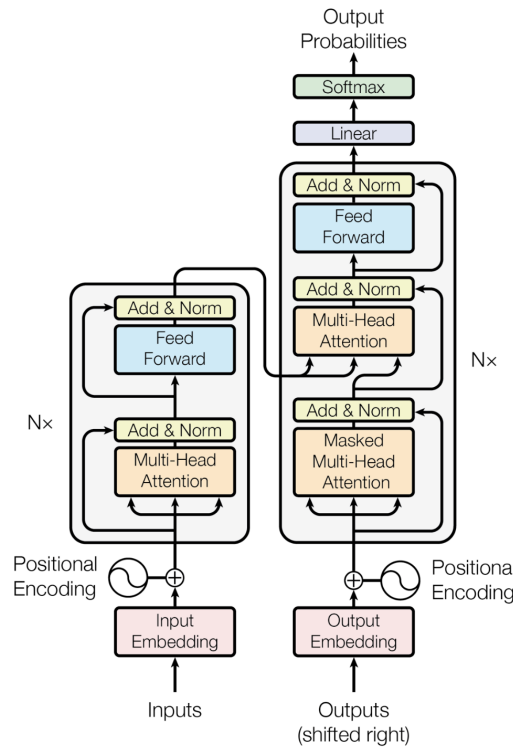 Output
Probabilities
Softmax
Linear
Add & Norm
Feed
Forward
Add & Norm
Multi-Head
Attention
Add & Norm
Masked
Multi-Head
Attention
N×
Add & Norm
Feed
Forward
Add & Norm
Multi-Head
Attention
N×
Positional
Encoding
Positiona
Encoding
Input
Embedding
Output
Embedding
Inputs
Outputs
(shifted right)